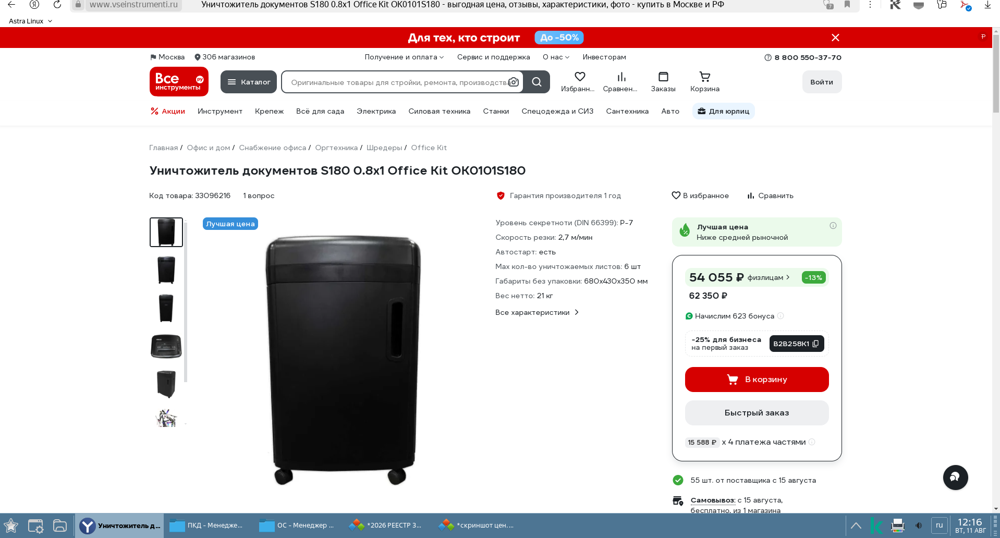 www.vseinstrumenti.ru
Уничтожитель документов S180 0.8x1 Office Kit OK0101S180 - выгодная цена, отзывы, характеристики, фото - купить в Москве и РФ
7
Astra Linux
Для тех, кто строит
До -50%
Москва
306 магазинов
Получение и оплата
Сервис и поддержка
О нас
Инвесторам
8 800 550-37-70
Все
инструменты
ру
Каталог
Оригинальные товары для стройки, ремонта, производства
Избранн...
Сравнен...
Заказы
Корзина
Войти
Акции
Инструмент
Крепеж
Всё для сада
Электрика
Силовая техника
Станки
Спецодежда и СИЗ
Сантехника
Авто
Для юрлиц
Главная / Офис и дом / Снабжение офиса / Оргтехника / Шредеры / Office Kit
Уничтожитель документов S180 0.8x1 Office Kit OK0101S180
Код товара: 33096216
1 вопрос
Гарантия производителя 1 год
В избранное
Сравнить
Лучшая цена
Уровень секретноти (DIN 66399): P-7
Скорость резки: 2,7 м/мин
Автостарт: есть
Мах кол-во уничтожаемых листов: 6 шт
Габариты без упаковки: 680х430х350 мм
Вес нетто: 21 кг
Все характеристики
Лучшая цена
Ниже средней рыночной
54 055 ₽ физлицам
-13%
62 350 ₽
Начислим 623 бонуса
-25% для бизнеса
на первый заказ
B2B258K1
В корзину
Быстрый заказ
15 588 ₽ х 4 платежа частями
55 шт. от поставщика с 15 августа
Самовывоз: с 15 августа,
бесплатно, из 1 магазина
Уничтожитель д...
ПКД - Менедже...
ОС - Менеджер ...
*2026 РЕЕСТР З...
*скриншот цен....
ru
12:16
ВТ, 11 АВГ